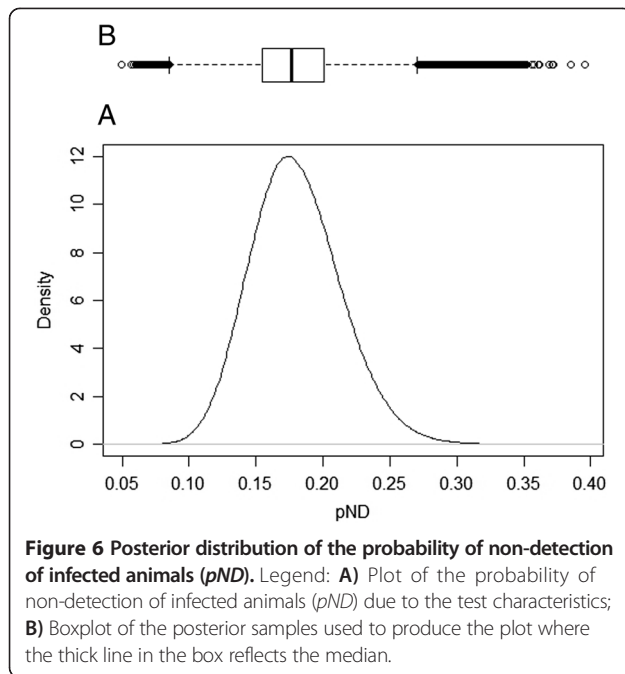 B
A
12
10
8
6
4
2
0
Density
0.05 0.10 0.15 0.20 0.25 0.30 0.35 0.40
pND
Figure 6 Posterior distribution of the probability of non-detection
of infected animals (pND). Legend: A) Plot of the probability of
non-detection of infected animals (pND) due to the test characteristics;
B) Boxplot of the posterior samples used to produce the plot where
the thick line in the box reflects the median.